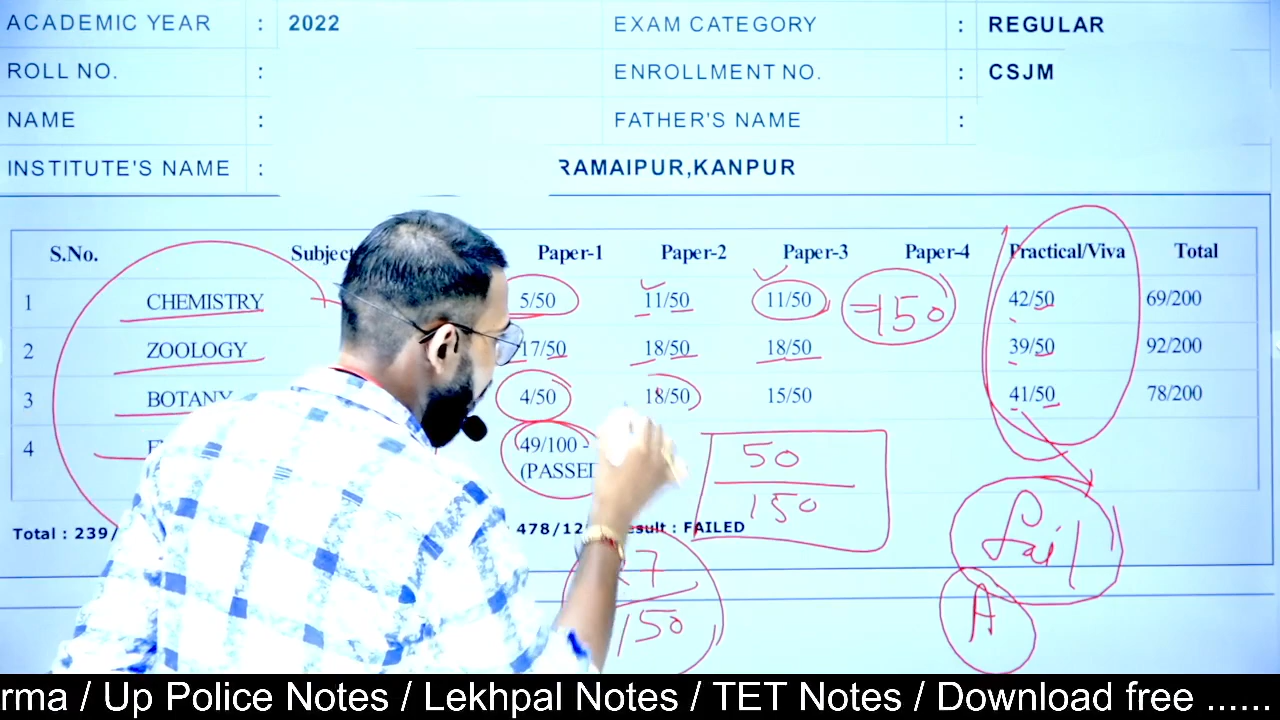 ACADEMIC YEAR : 2022 EXAM CATEGORY : REGULAR
ROLL NO. : ENROLLMENT NO. : CSJM
NAME : FATHER'S NAME :
INSTITUTE'S NAME : RAMAIPUR,KANPUR
S.No. Subject Paper-1 Paper-2 Paper-3 Paper-4 Practical/Viva Total
1 CHEMISTRY 5/50 11/50 11/50 150 42/50 69/200
2 ZOOLOGY 17/50 18/50 18/50 39/50 92/200
3 BOTANY 4/50 18/50 15/50 41/50 78/200
4 49/100 -
(PASSED
50
150
Total : 239/ 478/12 esult : FAILED
fail
7
150
A
rma / Up Police Notes / Lekhpal Notes / TET Notes / Download free ......